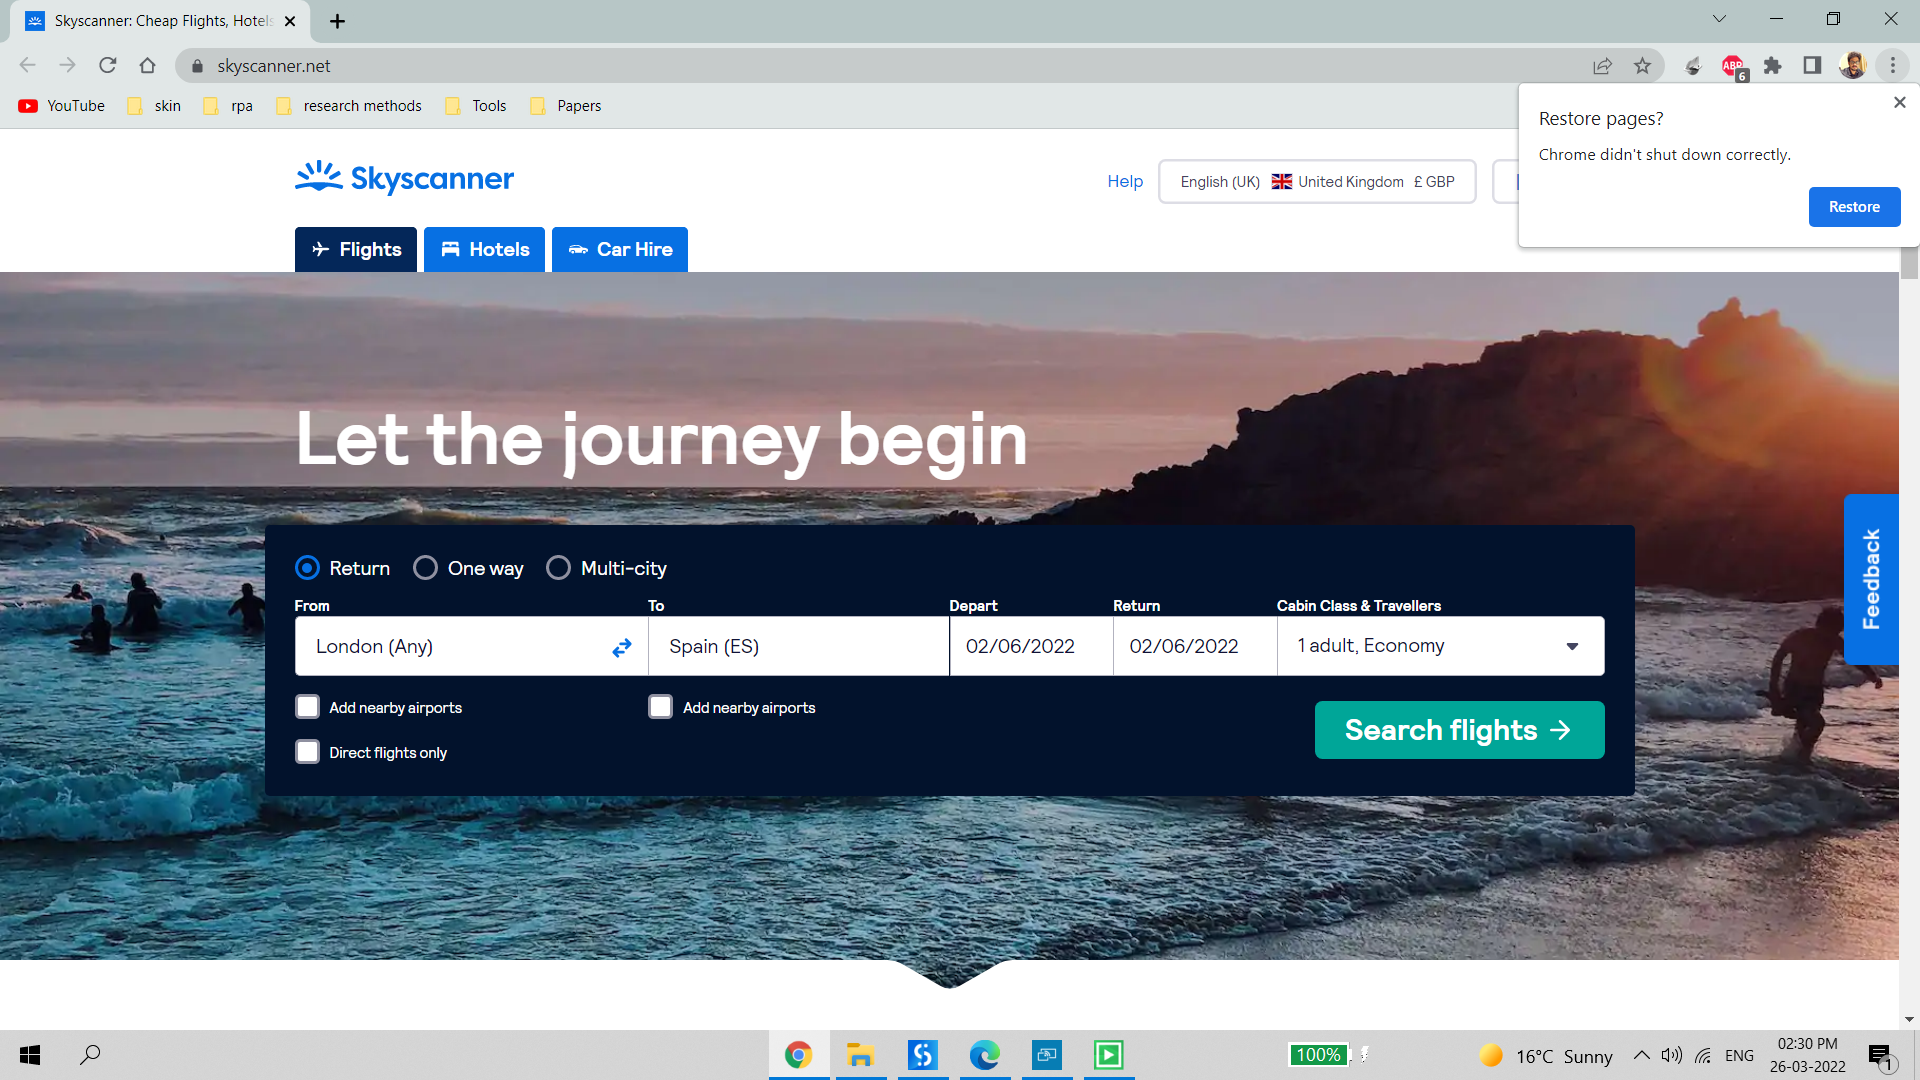 Skyscanner: Cheap Flights, Hotels
skyscanner.net
ABP
6
YouTube
skin
rpa
research methods
Tools
Papers
Restore pages?
Chrome didn't shut down correctly.
Restore
Skyscanner
Help
English (UK) United Kingdom £ GBP
Flights
Hotels
Car Hire
Let the journey begin
Return
One way
Multi-city
From
To
Depart
Return
Cabin Class & Travellers
London (Any)
Spain (ES)
02/06/2022
02/06/2022
1 adult, Economy
Add nearby airports
Add nearby airports
Direct flights only
Search flights
Feedback
100%
16°C Sunny
ENG
02:30 PM
26-03-2022
1